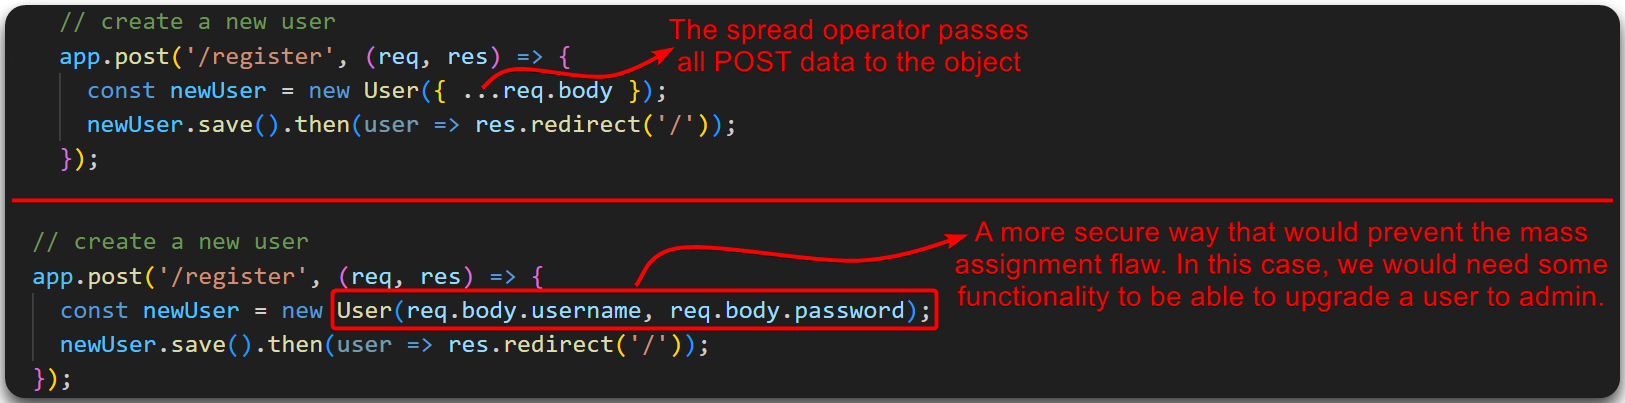 // create a new user
app.post('/register', (req, res) => {
const newUser = new User({ ...req.body });
newUser.save().then(user => res.redirect('/'));
});
The spread operator passes
all POST data to the object
// create a new user
app.post('/register', (req, res) => {
const newUser = new User(req.body.username, req.body.password);
newUser.save().then(user => res.redirect('/'));
});
A more secure way that would prevent the mass
assignment flaw. In this case, we would need some
functionality to be able to upgrade a user to admin.